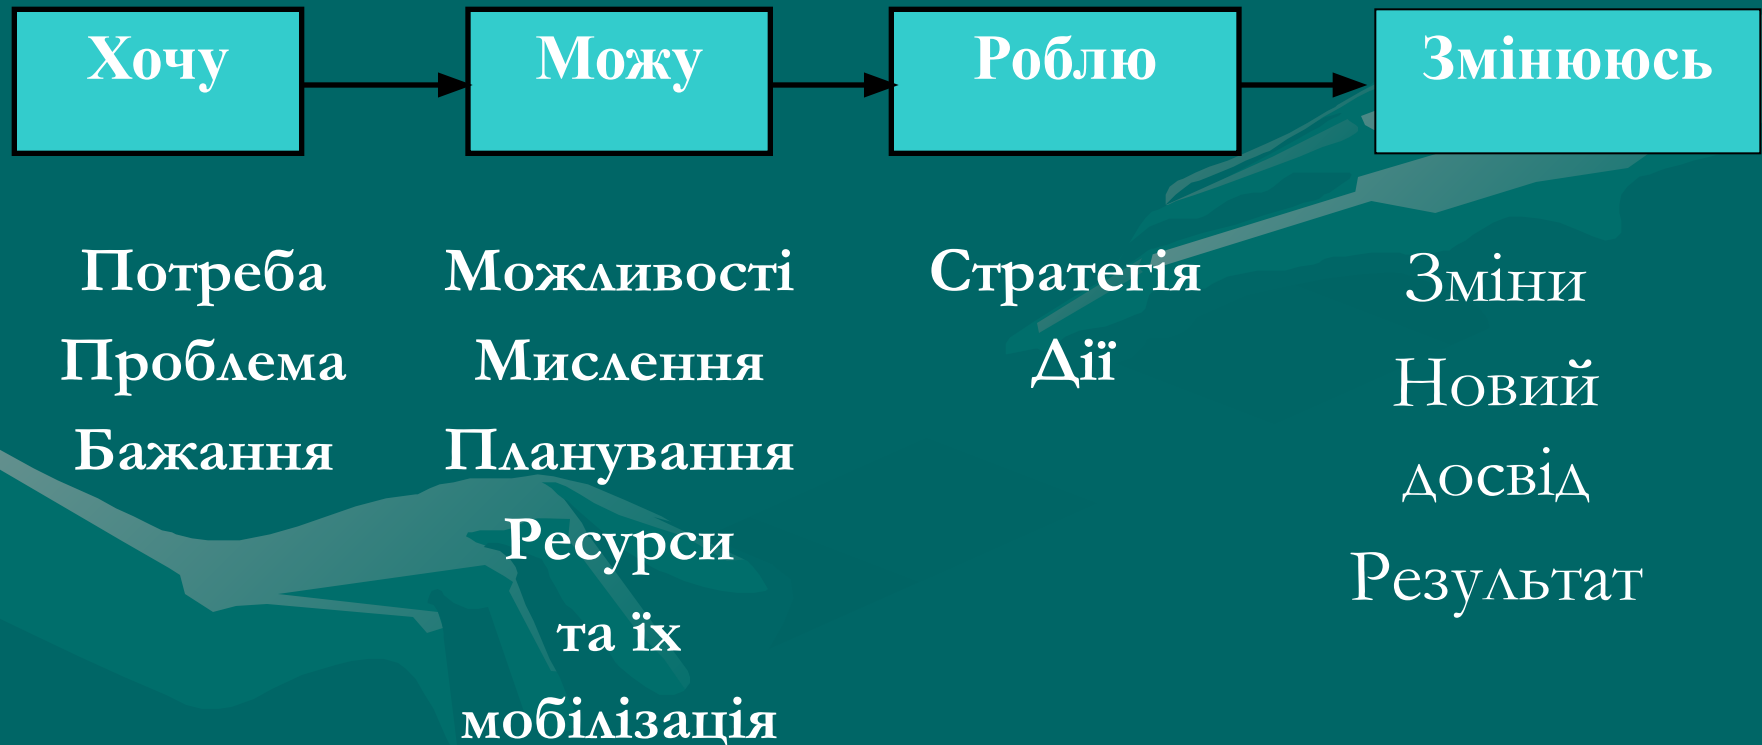 Хочу
Можу
Роблю
Змінююсь
Потреба
Проблема
Бажання
Можливості
Мислення
Планування
Ресурси
та їх
мобілізація
Стратегія
Дії
Зміни
Новий
досвід
Результат